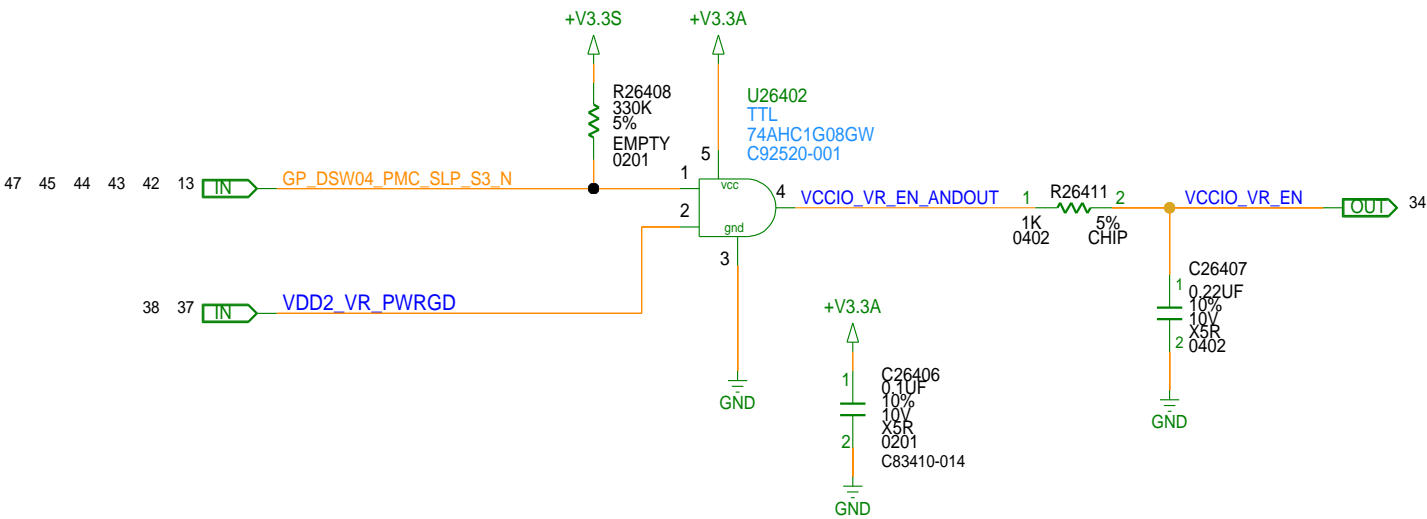 +V3.3S
+V3.3A
R26408
330K
5%
EMPTY
0201
U26402
TTL
74AHC1G08GW
C92520-001
5
vcc
47 45 44 43 42 13 IN GP_DSW04_PMC_SLP_S3_N
1
2
4
gnd
3
VCCIO_VR_EN_ANDOUT
1 R26411 2
1K
0402
5%
CHIP
VCCIO_VR_EN
OUT 34
38 37 IN VDD2_VR_PWRGD
GND
+V3.3A
1
C26406
0.1UF
10%
10V
X5R
0201
2
C83410-014
GND
C26407
1
0.22UF
10%
10V
X5R
2
0402
GND